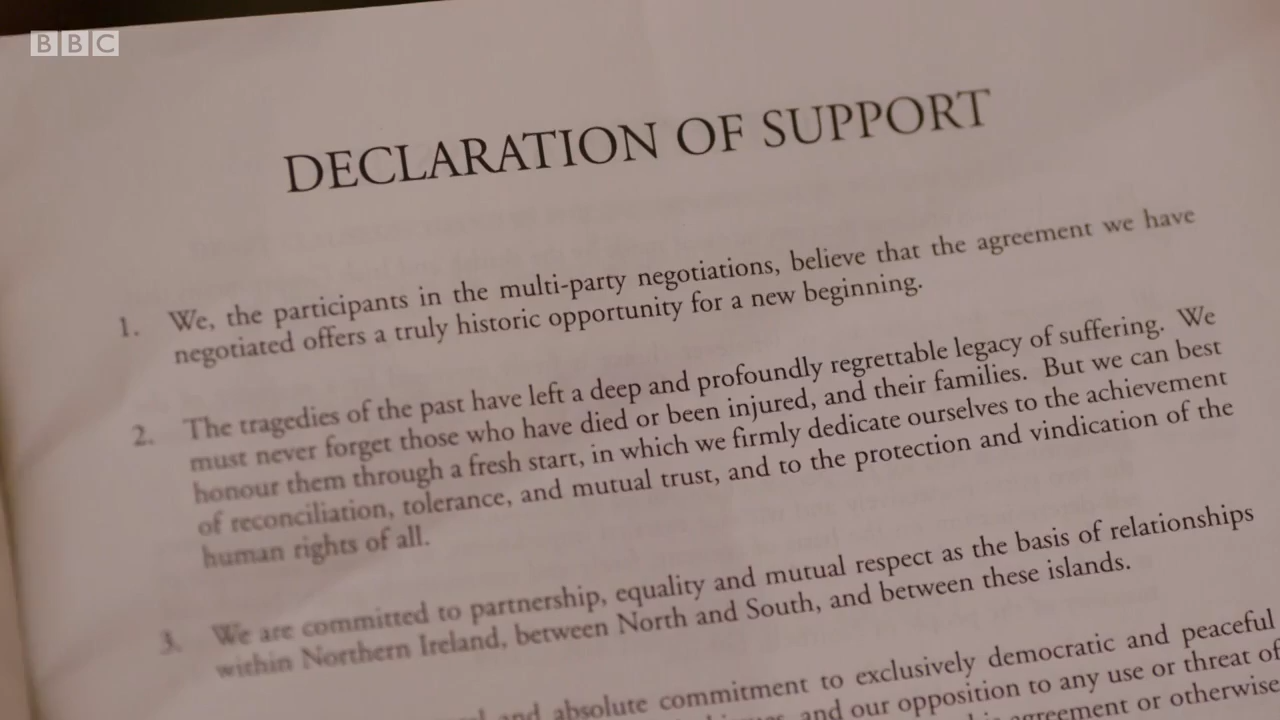 BBC
DECLARATION OF SUPPORT
1. We, the participants in the multi-party negotiations, believe that the agreement we have
negotiated offers a truly historic opportunity for a new beginning.
2. The tragedies of the past have left a deep and profoundly regrettable legacy of suffering. We
must never forget those who have died or been injured, and their families. But we can best
honour them through a fresh start, in which we firmly dedicate ourselves to the achievement
of reconciliation, tolerance, and mutual trust, and to the protection and vindication of the
human rights of all.
3. We are committed to partnership, equality and mutual respect as the basis of relationships
within Northern Ireland, between North and South, and between these islands.
and absolute commitment to exclusively democratic and peaceful
and our opposition to any use or threat of
agreement or otherwise